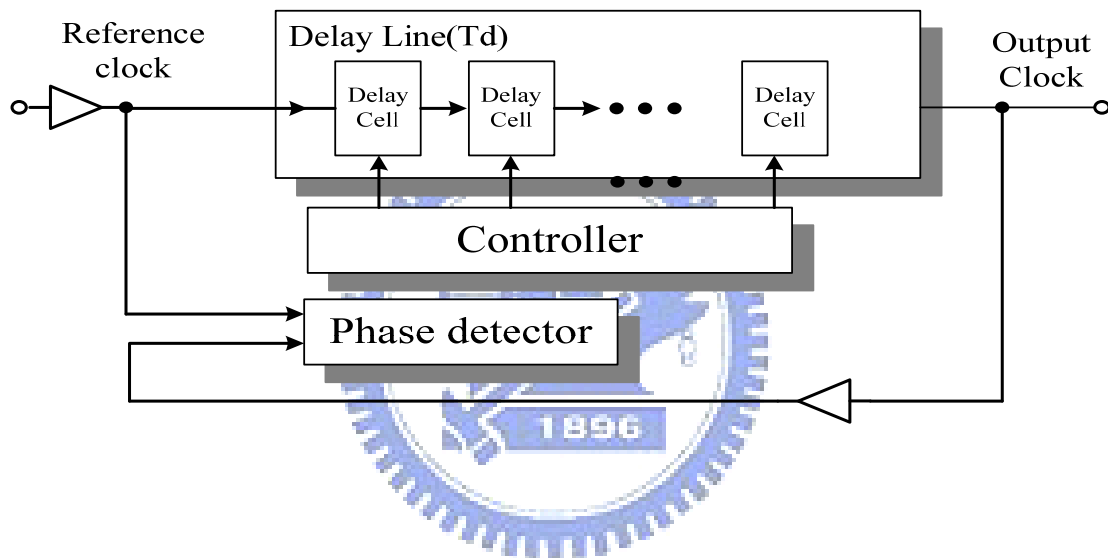 Reference
clock
Delay Line(Td)
Output
Clock
Delay
Cell
Delay
Cell
Delay
Cell
Controller
Phase detector
1896